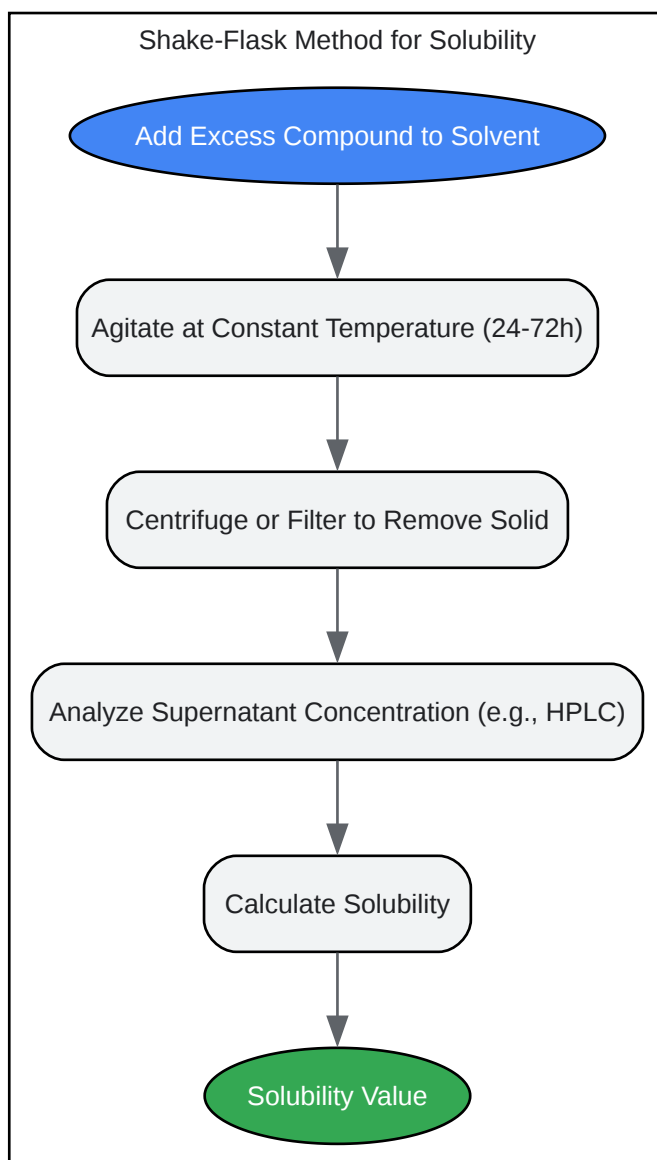 Shake-Flask Method for Solubility
Add Excess Compound to Solvent
Agitate at Constant Temperature (24-72h)
Centrifuge or Filter to Remove Solid
Analyze Supernatant Concentration (e.g., HPLC)
Calculate Solubility
Solubility Value